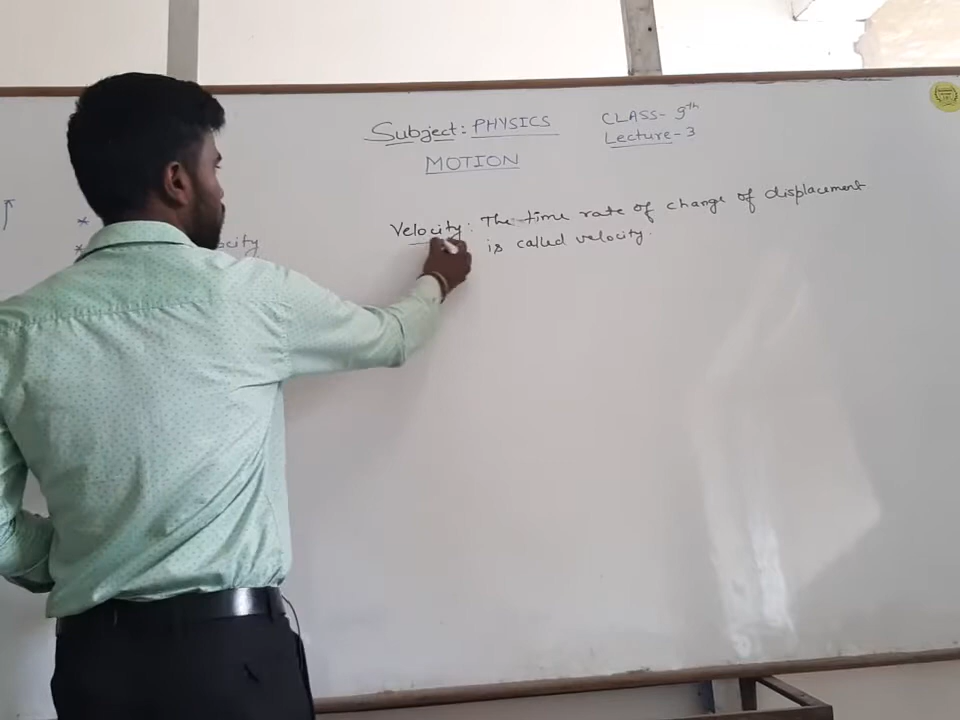 Subject: PHYSICS
CLASS- 9th
Lecture-3
MOTION
Velocity: The time rate of change of displacement
is called velocity.
*
*